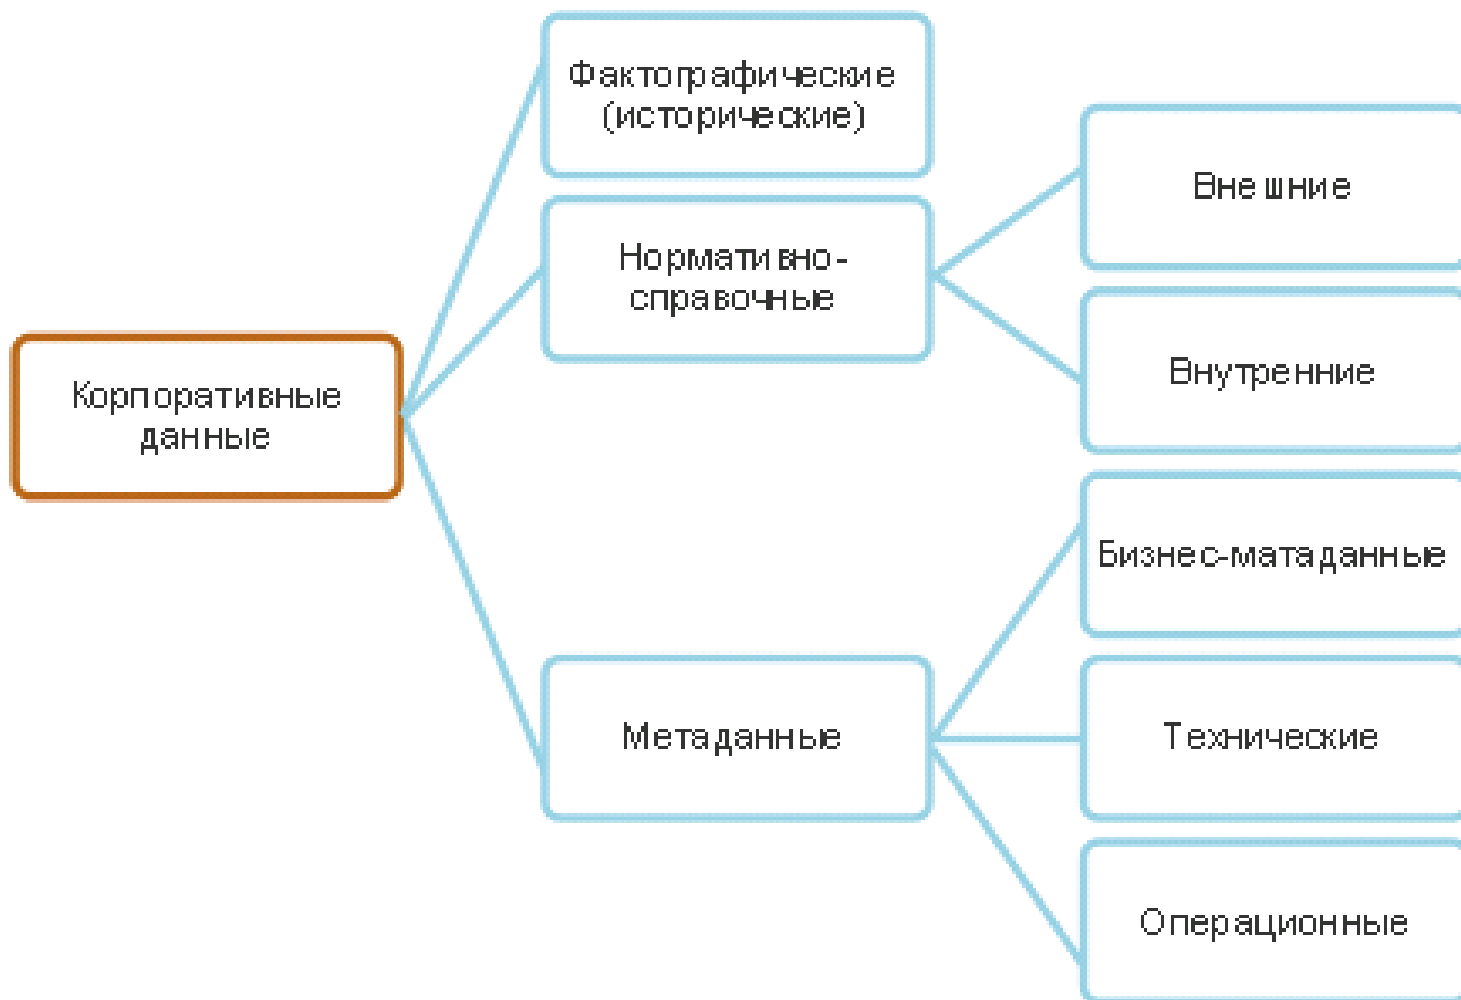 Фактографические
(исторические)
Внешние
Нормативно-
справочные
Внутренние
Корпоративные
данные
Бизнес-матаданные
Метаданные
Технические
Операционные